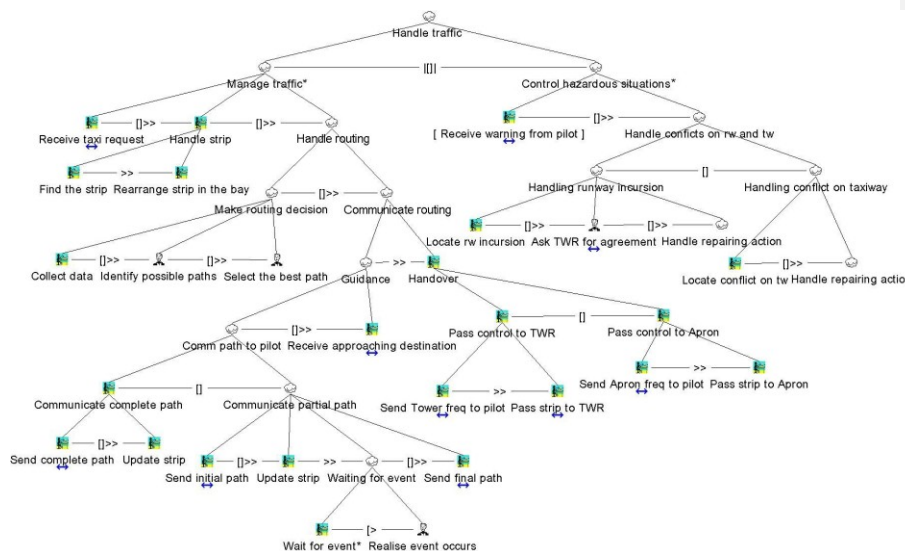 Handle traffic
|[]|
Manage traffic* Control hazardous situations*
[]>> []>> []>>
Receive taxi request Handle strip Handle routing [ Receive warning from pilot ] Handle conficts on rw and tw
>> []
Find the strip Rearrange strip in the bay Handling runway incursion Handling conflict on taxiway
[]>>
Make routing decision Communicate routing
[]>> []>>
Locate rw incursion Ask TWR for agreement Handle repairing action
[]>> []>> >> []>>
Collect data Identify possible paths Select the best path Guidance Handover Locate conflict on tw Handle repairing actio
[]>> []
Comm path to pilot Receive approaching destination Pass control to TWR Pass control to Apron
>>
Send Apron freq to pilot Pass strip to Apron
[] >>
Communicate complete path Communicate partial path Send Tower freq to pilot Pass strip to TWR
[]>> []>> >> []>>
Send complete path Update strip Send initial path Update strip Waiting for event Send final path
[>
Wait for event* Realise event occurs